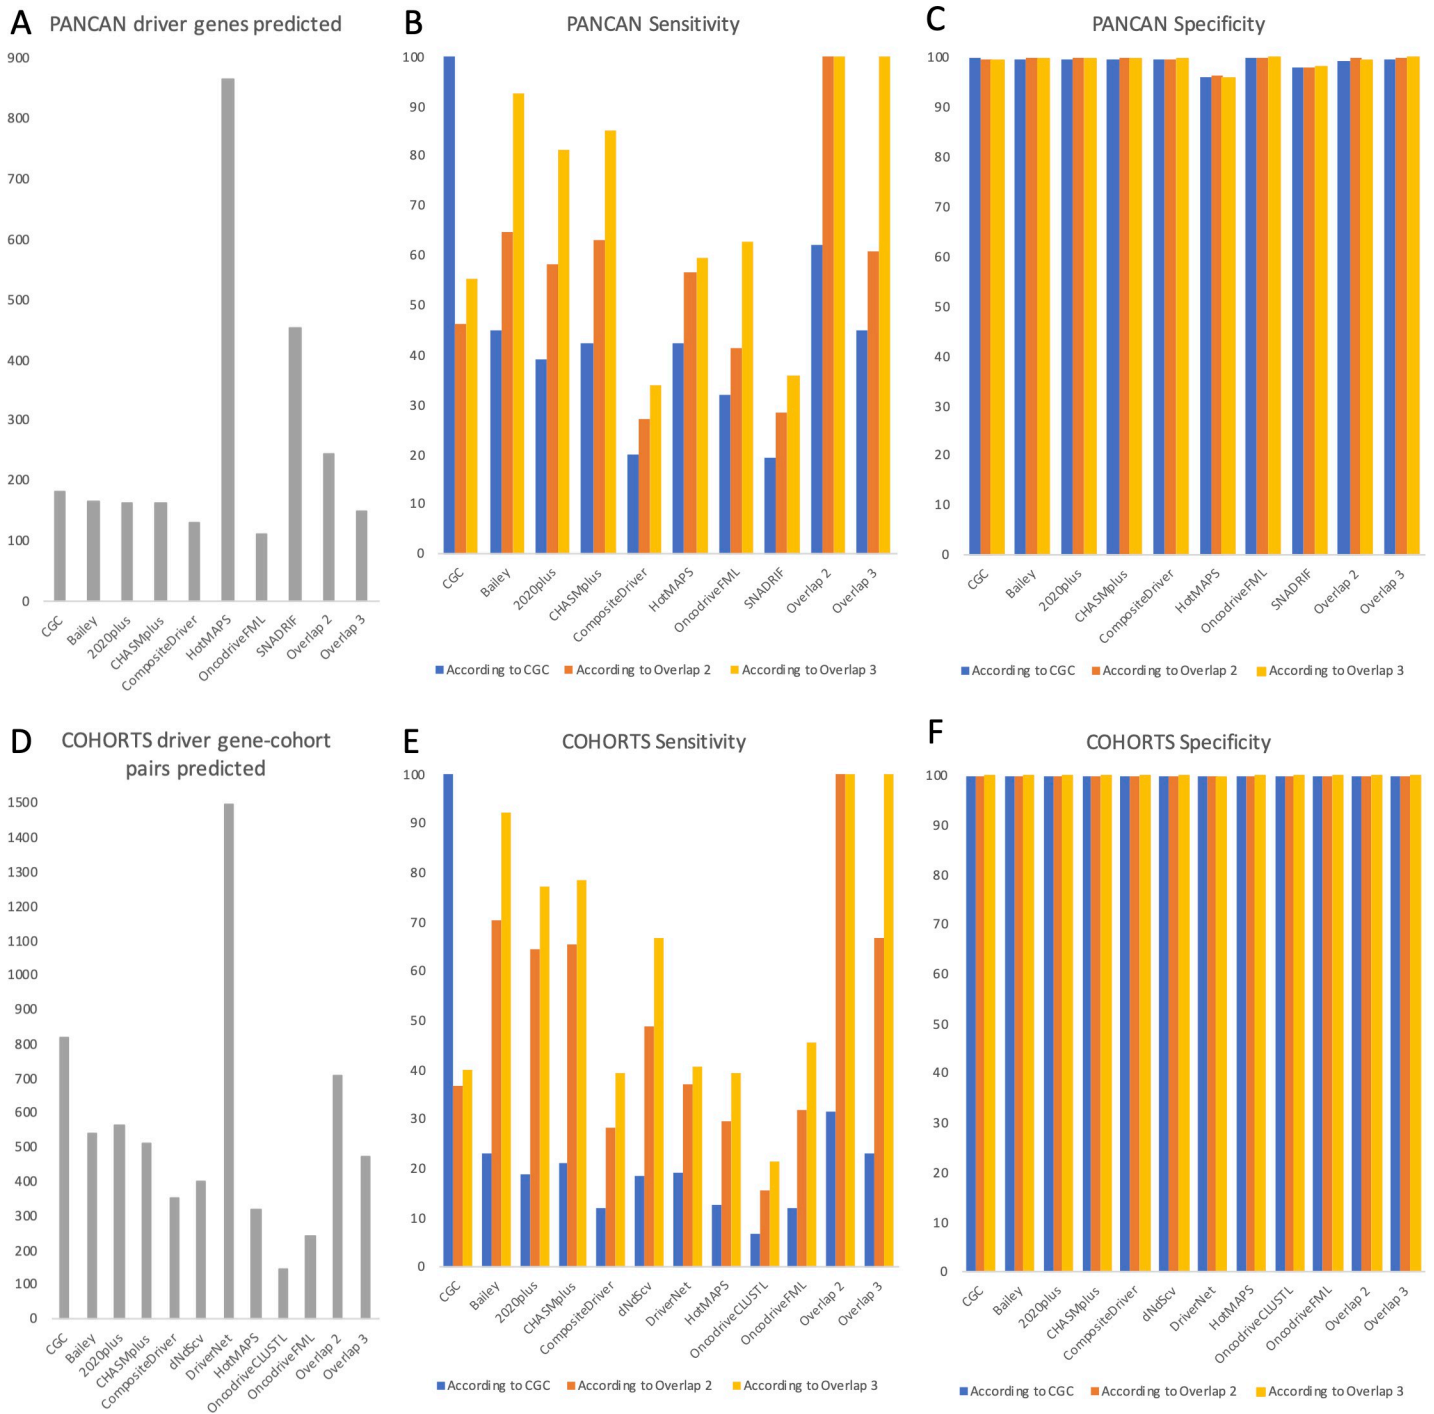 A PANCAN driver genes predicted
900
800
700
600
500
400
300
200
100
0
CGC
Bailey
2020plus
CHASMplus
CompositeDriver
HotMAPS
OncodriveFML
SNADRIF
Overlap 2
Overlap 3
B PANCAN Sensitivity
100
90
80
70
60
50
40
30
20
10
0
CGC
Bailey
2020plus
CHASMplus
CompositeDriver
HotMAPS
OncodriveFML
SNADRIF
Overlap 2
Overlap 3
According to CGC According to Overlap 2 According to Overlap 3
C PANCAN Specificity
100
90
80
70
60
50
40
30
20
10
0
CGC
Bailey
2020plus
CHASMplus
CompositeDriver
HotMAPS
OncodriveFML
SNADRIF
Overlap 2
Overlap 3
According to CGC According to Overlap 2 According to Overlap 3
D COHORTS driver gene-cohort
pairs predicted
1500
1400
1300
1200
1100
1000
900
800
700
600
500
400
300
200
100
0
CGC
Bailey
2020plus
CHASMplus
CompositeDriver
dNdScv
DriverNet
HotMAPS
OncodriveCLUSTL
OncodriveFML
Overlap 2
Overlap 3
E COHORTS Sensitivity
100
90
80
70
60
50
40
30
20
10
0
CGC
Bailey
2020plus
CHASMplus
CompositeDriver
dNdScv
DriverNet
HotMAPS
OncodriveCLUSTL
OncodriveFML
Overlap 2
Overlap 3
According to CGC According to Overlap 2 According to Overlap 3
F COHORTS Specificity
100
90
80
70
60
50
40
30
20
10
0
CGC
Bailey
2020plus
CHASMplus
CompositeDriver
dNdScv
DriverNet
HotMAPS
OncodriveCLUSTL
OncodriveFML
Overlap 2
Overlap 3
According to CGC According to Overlap 2 According to Overlap 3